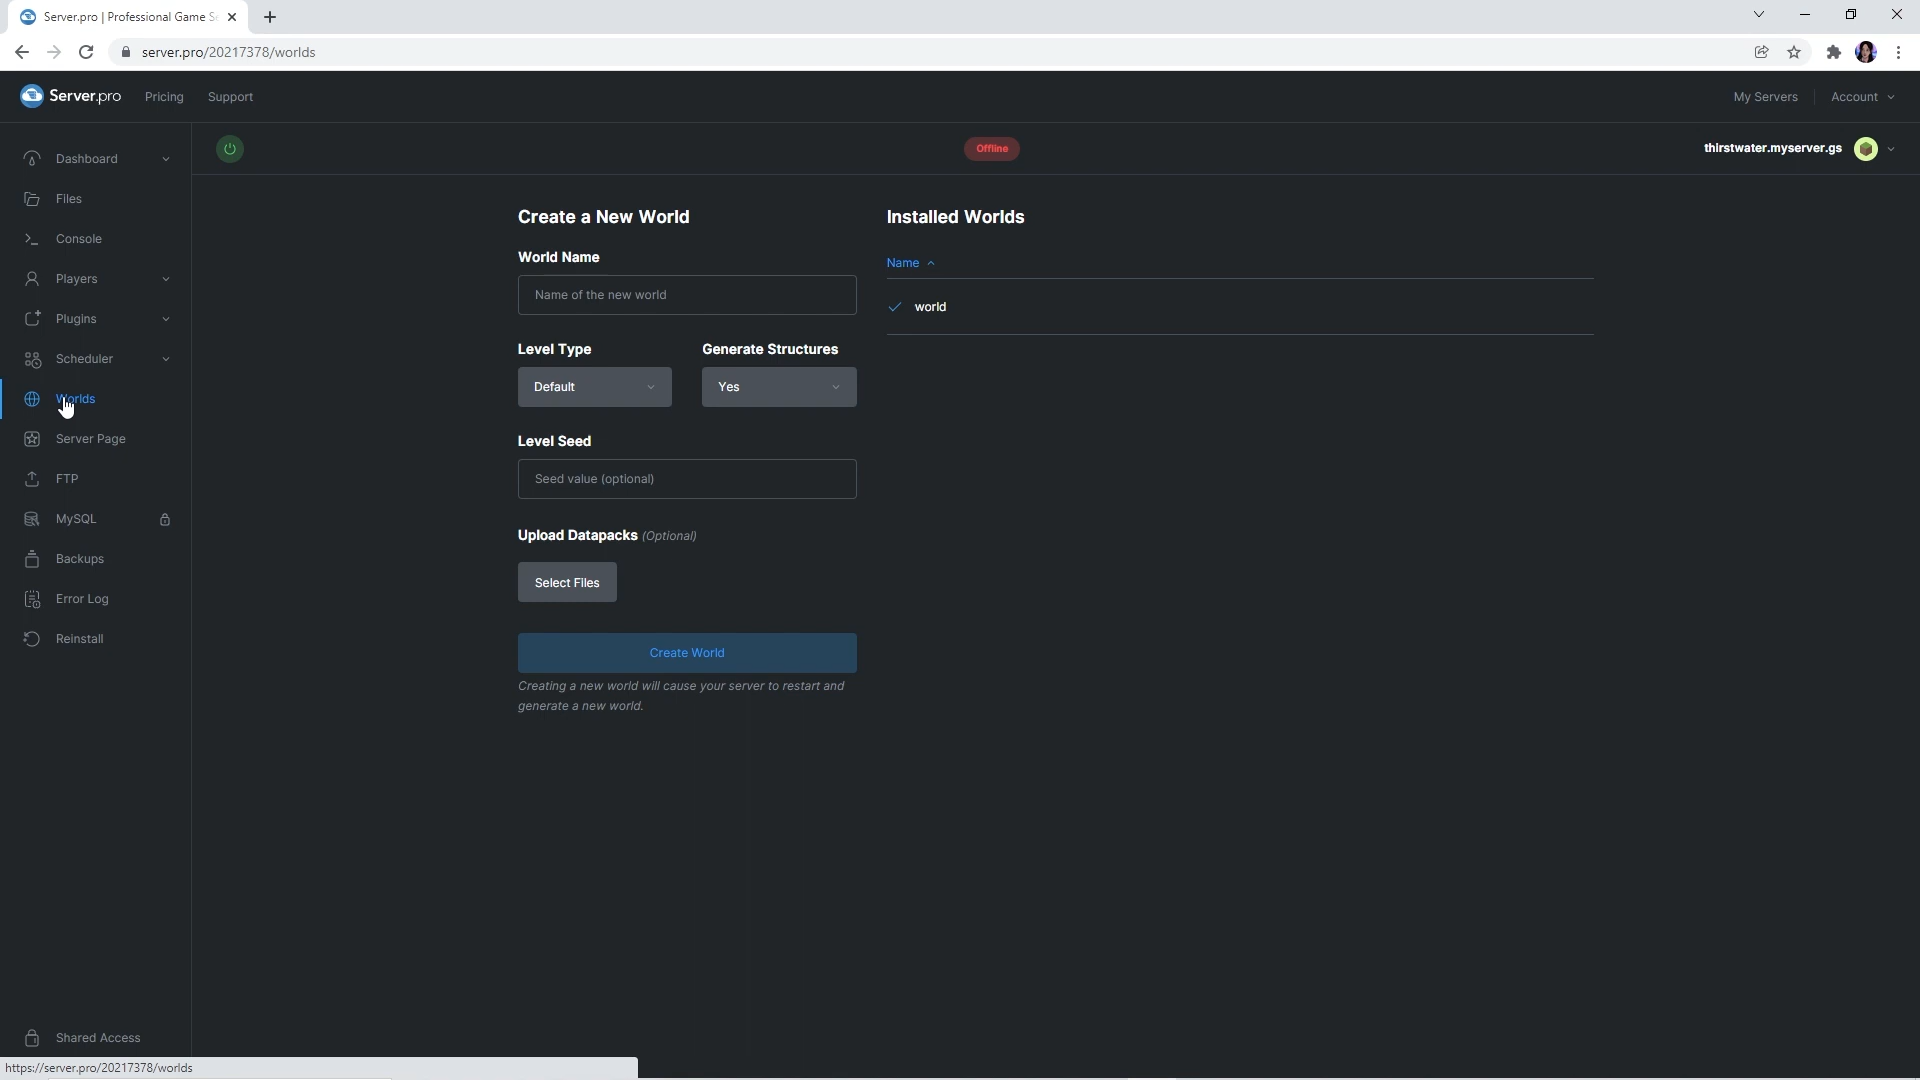 Server.pro | Professional Game Se
server.pro/20217378/worlds
Server.pro
Pricing
Support
My Servers
Account
Offline
thirstwater.myserver.gs
Dashboard
Files
Console
Players
Plugins
Scheduler
Worlds
Server Page
FTP
MySQL
Backups
Error Log
Reinstall
Shared Access
Create a New World
World Name
Name of the new world
Level Type
Generate Structures
Default
Yes
Level Seed
Seed value (optional)
Upload Datapacks (Optional)
Select Files
Create World
Creating a new world will cause your server to restart and
generate a new world.
Installed Worlds
Name
world
https://server.pro/20217378/worlds